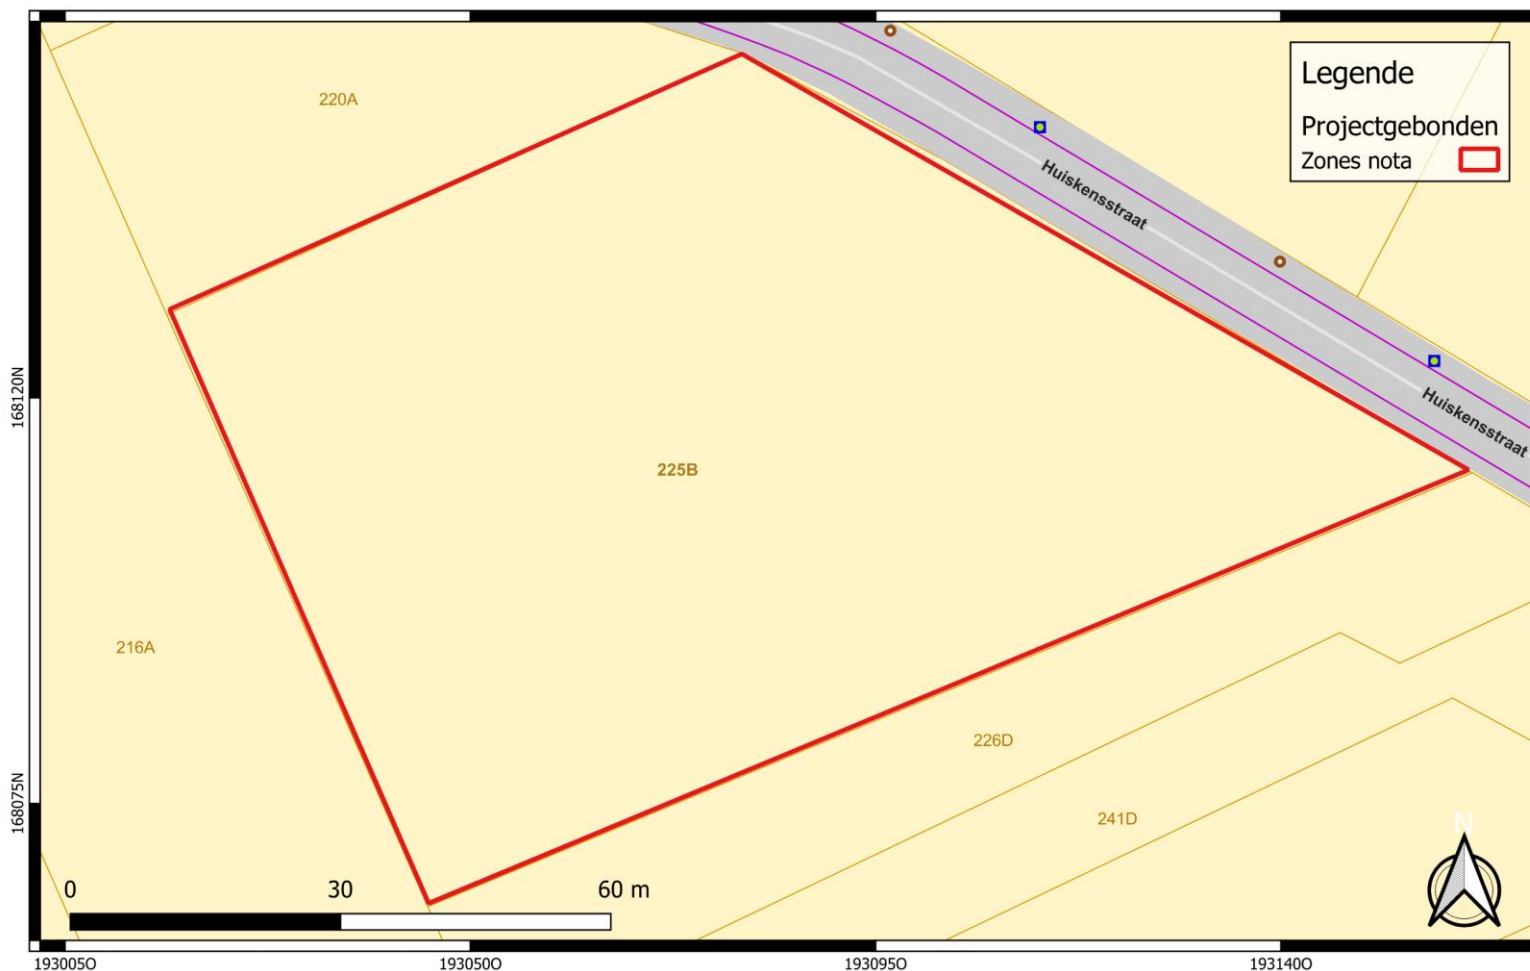 Legende
Projectgebonden
Zones nota
220A
Huiskensstraat
Huiskensstraat
225B
216A
226D
241D
N
0 30 60 m
168120N
168075N
193005O 193050O 193095O 193140O